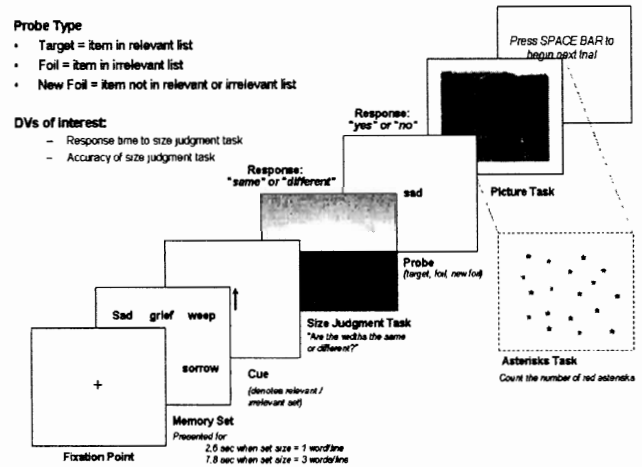 Probe Type
• Target = item in relevant list
• Foil = item in irrelevant list
• New Foil = item not in relevant or irrelevant list
DVs of Interest:
– Response time to size judgment task
– Accuracy of size judgment task
Press SPACE BAR to
begin next trial
Response:
"yes" or "no"
Picture Task
Response:
"same" or "different"
sad
Probe
(target, foil, new foil)
Size Judgment Task
"Are the widths the same
or different?"
Asterisks Task
Count the number of red asterisks
Sad grief weep
sorrow
Cue
(denotes relevant /
irrelevant set)
+
Memory Set
Presented for
2.6 sec when set size = 1 word/line
7.8 sec when set size = 3 words/line
Fixation Point